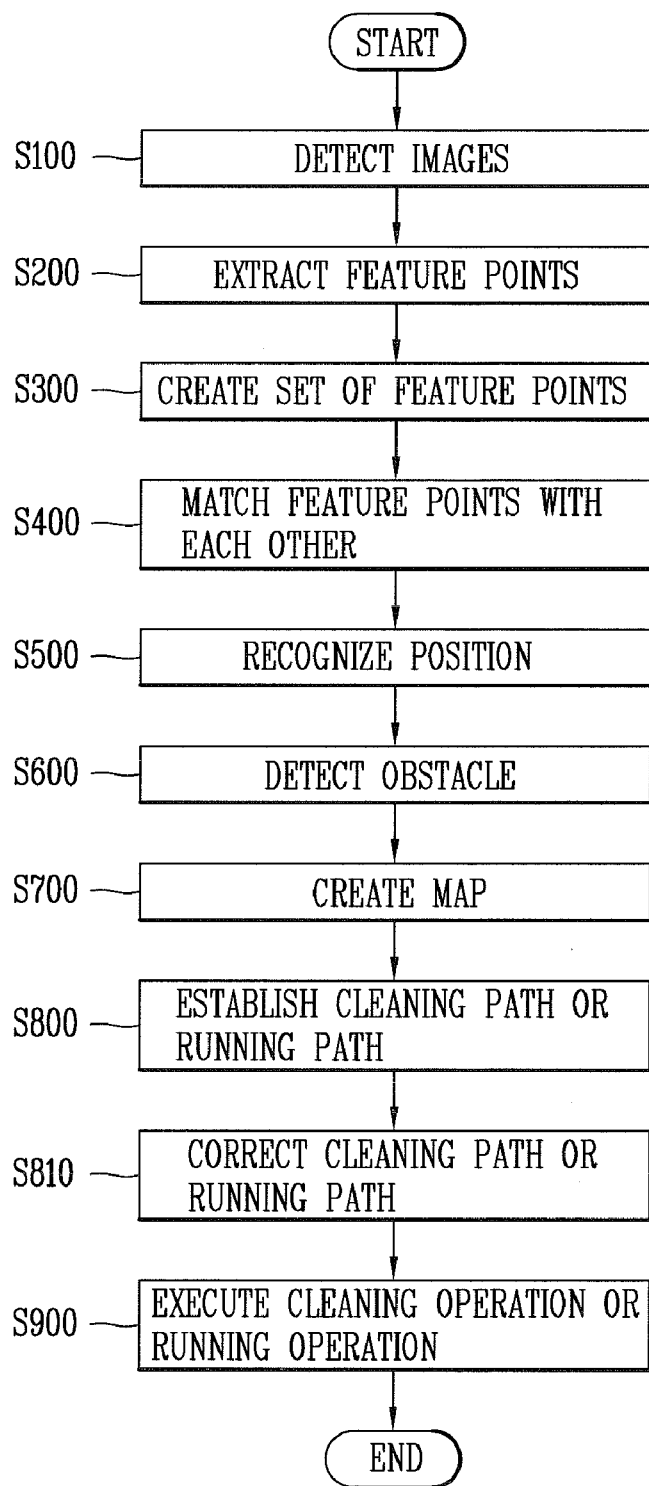 START
S100 DETECT IMAGES
S200 EXTRACT FEATURE POINTS
S300 CREATE SET OF FEATURE POINTS
S400 MATCH FEATURE POINTS WITH
EACH OTHER
S500 RECOGNIZE POSITION
S600 DETECT OBSTACLE
S700 CREATE MAP
S800 ESTABLISH CLEANING PATH OR
RUNNING PATH
S810 CORRECT CLEANING PATH OR
RUNNING PATH
S900 EXECUTE CLEANING OPERATION OR
RUNNING OPERATION
END